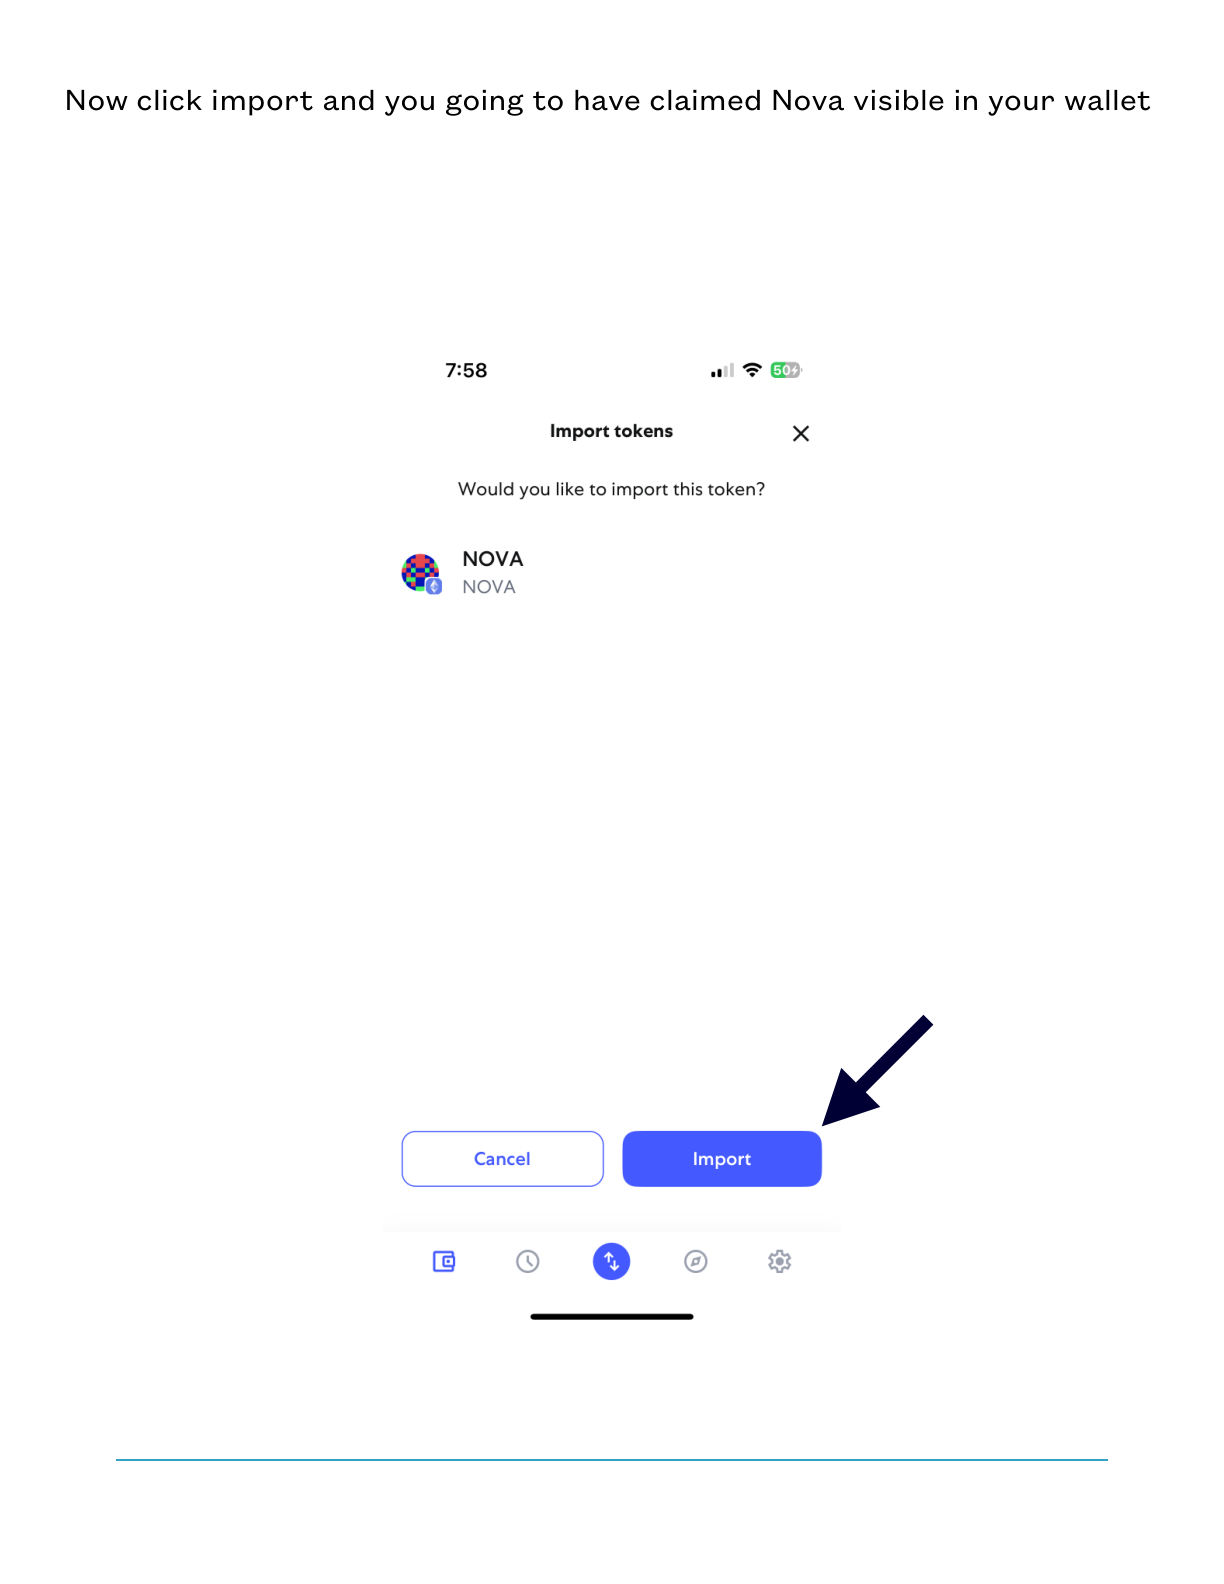 Now click import and you going to have claimed Nova visible in your wallet
7:58
50
Import tokens
Would you like to import this token?
NOVA
NOVA
Cancel
Import